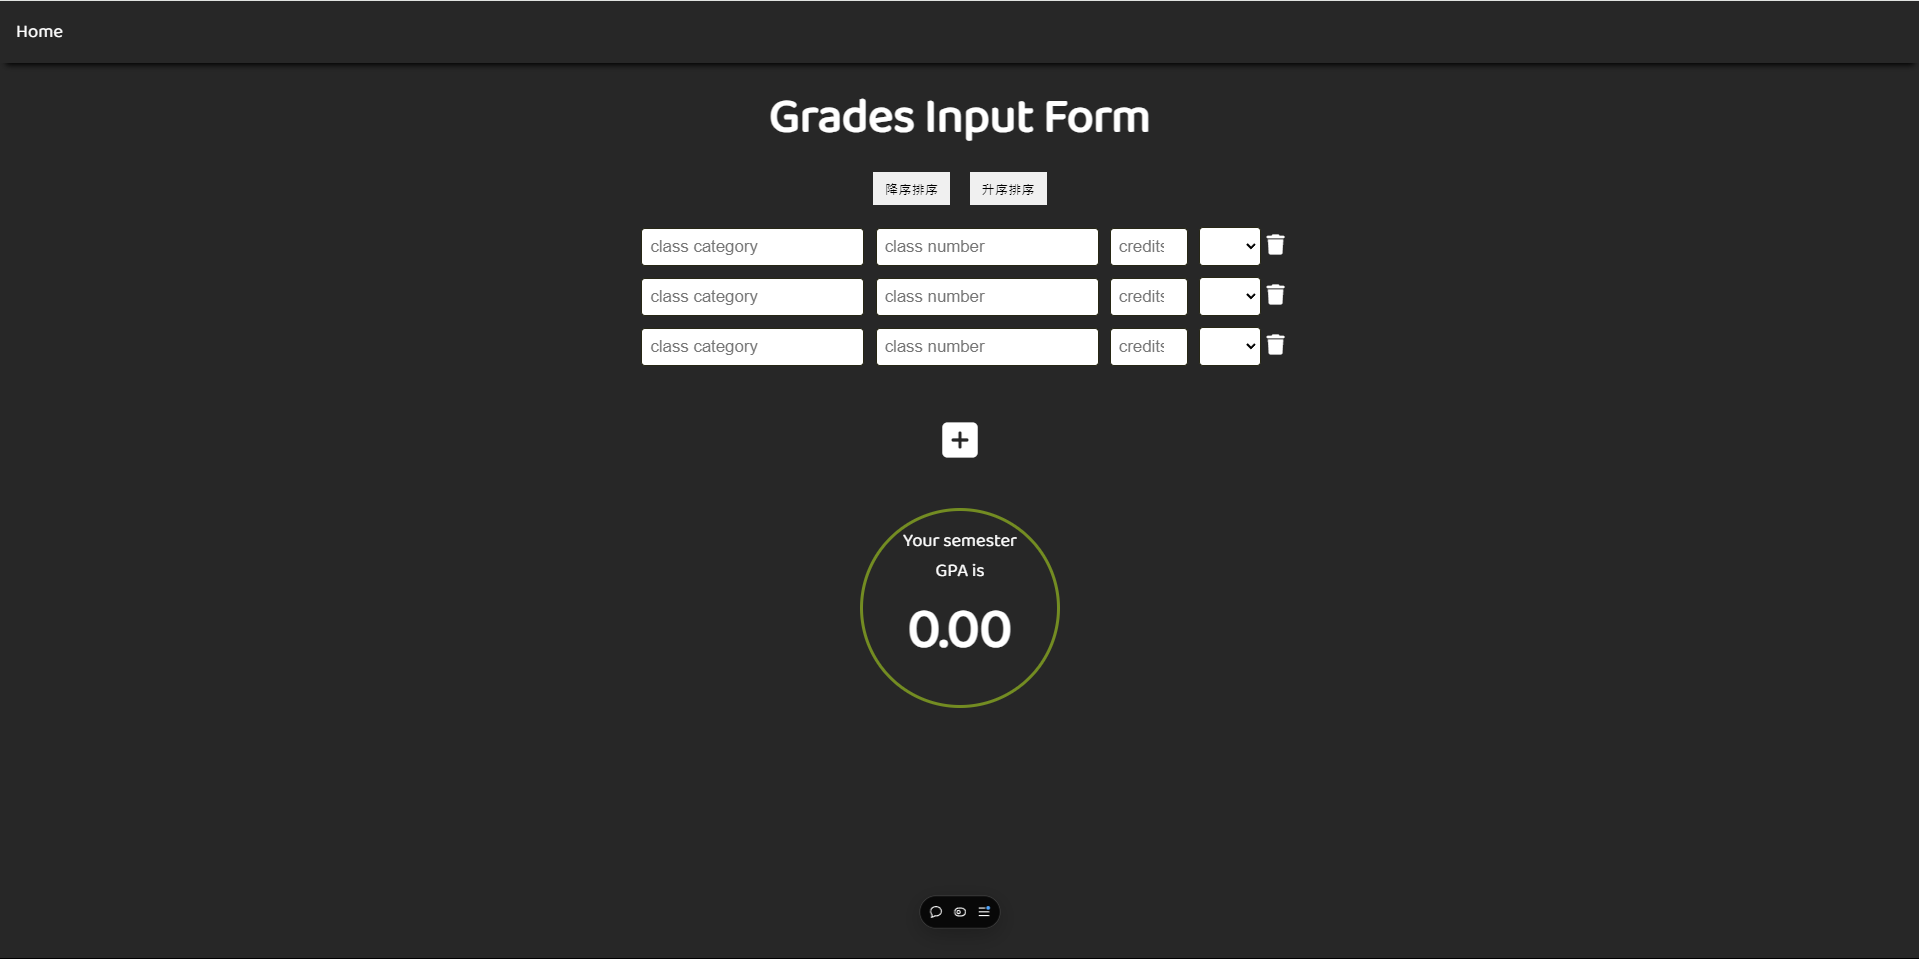 Home
Grades Input Form
降序排序 升序排序
class category class number credits
class category class number credits
class category class number credits
Your semester
GPA is
0.00